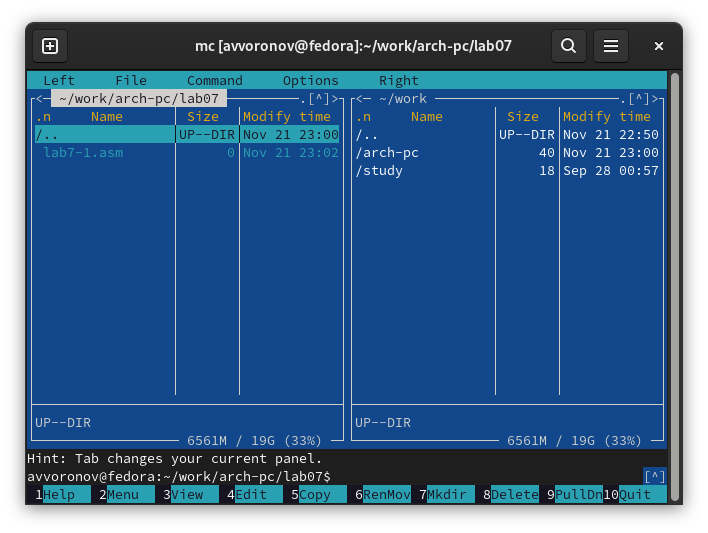 mc [avvoronov@fedora]:~/work/arch-pc/lab07
Left File Command Options Right
<─ ~/work/arch-pc/lab07 .[^]> <─ ~/work .[^]>
.n Name Size Modify time .n Name Size Modify time
/.. UP--DIR Nov 21 23:00 /.. UP--DIR Nov 21 22:50
lab7-1.asm 0 Nov 21 23:02 /arch-pc 40 Nov 21 23:00
/study 18 Sep 28 00:57
UP--DIR UP--DIR
6561M / 19G (33%) 6561M / 19G (33%)
Hint: Tab changes your current panel.
avvoronov@fedora:~/work/arch-pc/lab07$ [^]
1Help 2Menu 3View 4Edit 5Copy 6RenMov 7Mkdir 8Delete 9PullDn 10Quit